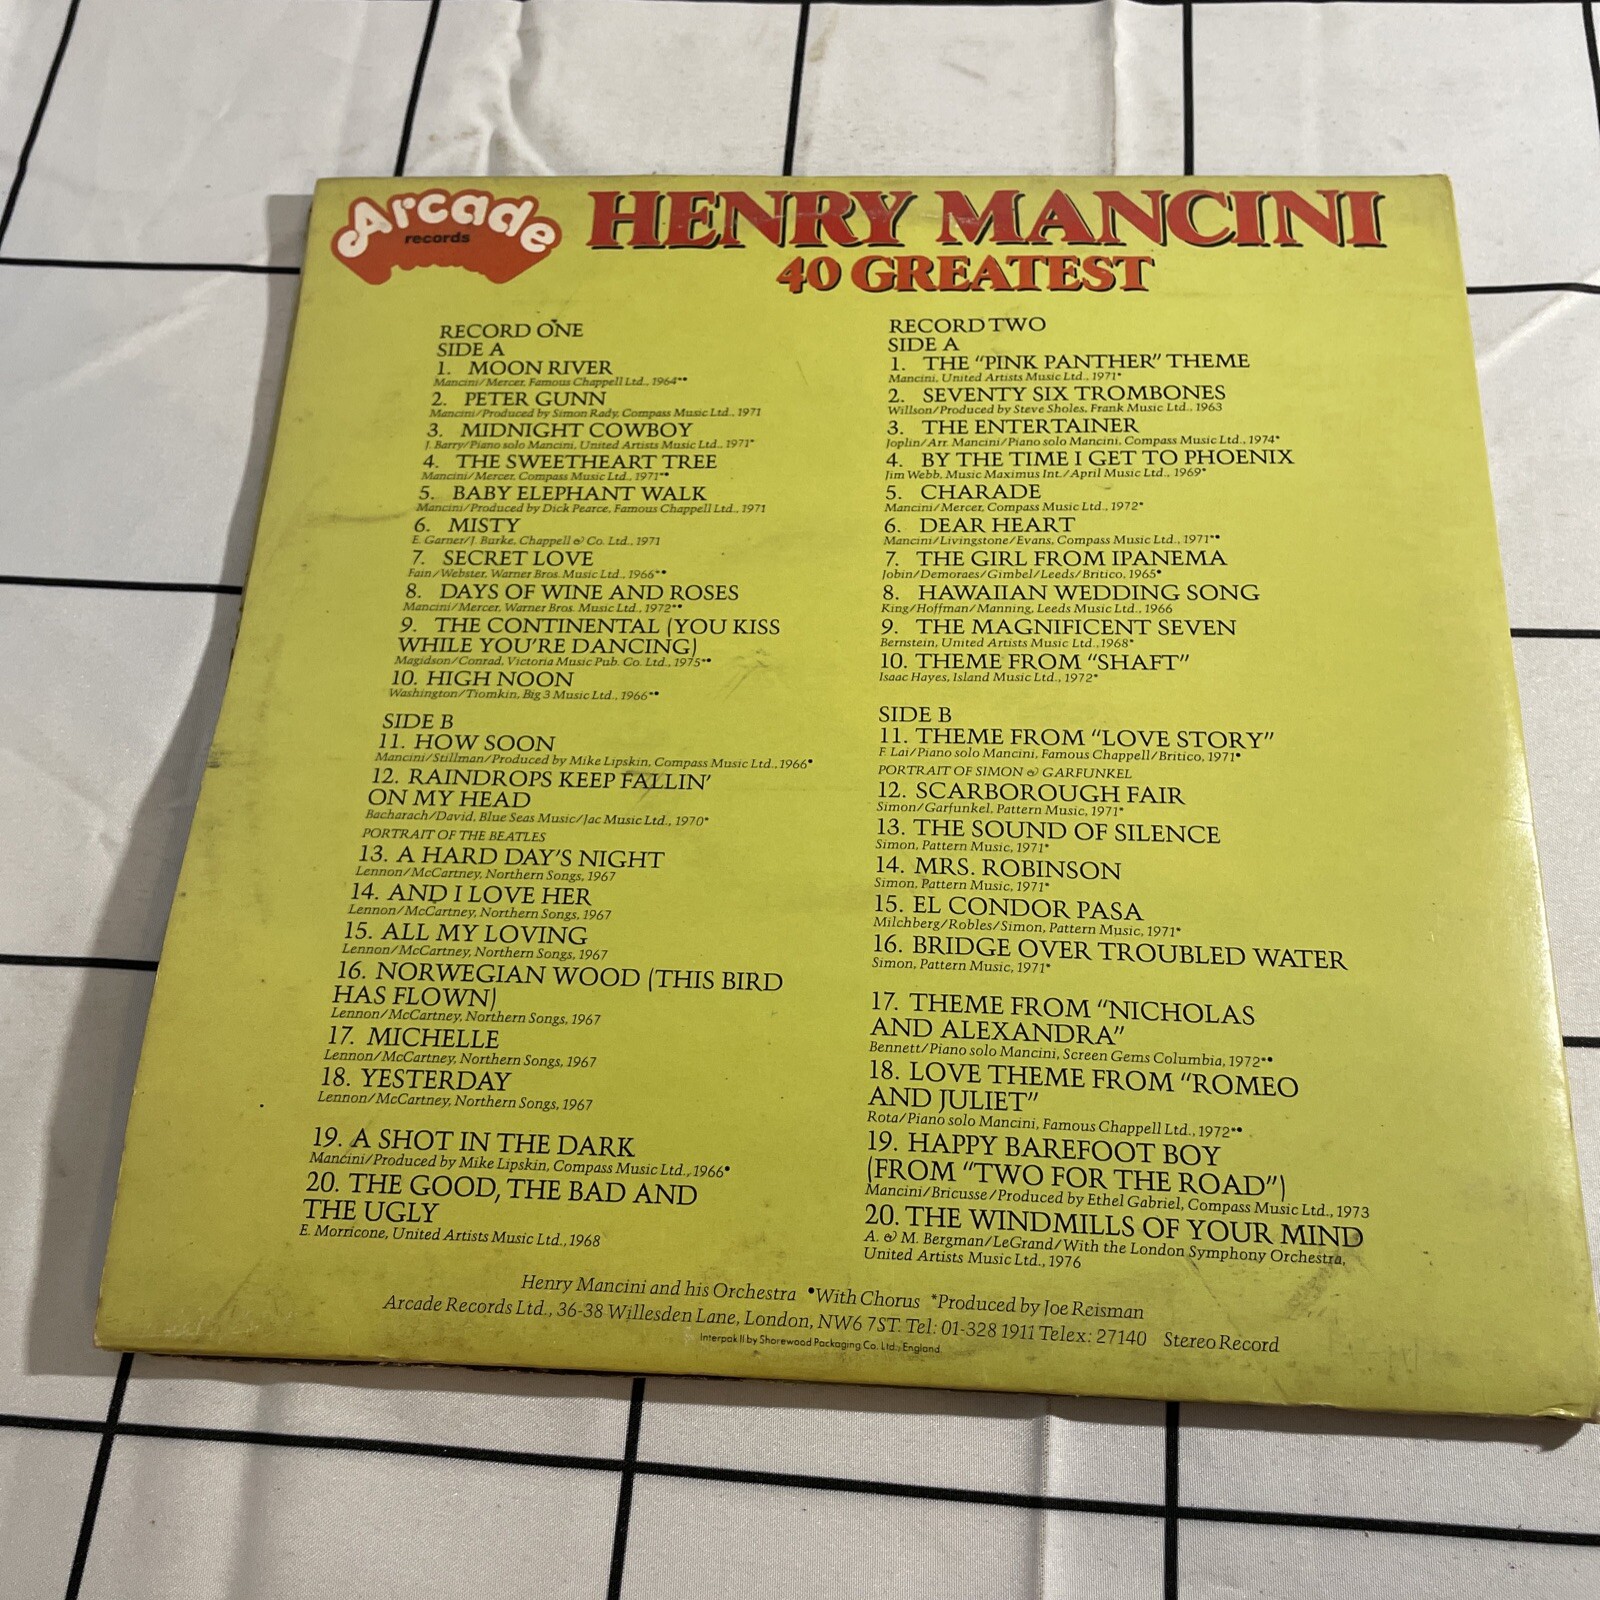 Arcade
records
HENRY MANCINI
40 GREATEST
RECORD ONE
SIDE A
1. MOON RIVER
Mancini/Mercer, Famous Chappell Ltd., 1964*•
2. PETER GUNN
Mancini/Produced by Simon Rady, Compass Music Ltd., 1971
3. MIDNIGHT COWBOY
J. Barry/Piano solo Mancini, United Artists Music Ltd., 1971*
4. THE SWEETHEART TREE
Mancini/Mercer, Compass Music Ltd., 1971*•
5. BABY ELEPHANT WALK
Mancini/Produced by Dick Pearce, Famous Chappell Ltd., 1971
6. MISTY
E. Garner/J. Burke, Chappell & Co. Ltd., 1971
7. SECRET LOVE
Fain/Webster, Warner Bros. Music Ltd., 1966*•
8. DAYS OF WINE AND ROSES
Mancini/Mercer, Warner Bros. Music Ltd., 1972*•
9. THE CONTINENTAL (YOU KISS
WHILE YOU'RE DANCING)
Magidson/Conrad, Victoria Music Pub. Co. Ltd., 1975*•
10. HIGH NOON
Washington/Tiomkin, Big 3 Music Ltd., 1966*•
SIDE B
11. HOW SOON
Mancini/Stillman/Produced by Mike Lipskin, Compass Music Ltd., 1966•
12. RAINDROPS KEEP FALLIN'
ON MY HEAD
Bacharach/David, Blue Seas Music/Jac Music Ltd., 1970*
PORTRAIT OF THE BEATLES
13. A HARD DAY'S NIGHT
Lennon/McCartney, Northern Songs, 1967
14. AND I LOVE HER
Lennon/McCartney, Northern Songs, 1967
15. ALL MY LOVING
Lennon/McCartney, Northern Songs, 1967
16. NORWEGIAN WOOD (THIS BIRD
HAS FLOWN)
Lennon/McCartney, Northern Songs, 1967
17. MICHELLE
Lennon/McCartney, Northern Songs, 1967
18. YESTERDAY
Lennon/McCartney, Northern Songs, 1967
19. A SHOT IN THE DARK
Mancini/Produced by Mike Lipskin, Compass Music Ltd., 1966•
20. THE GOOD, THE BAD AND
THE UGLY
E. Morricone, United Artists Music Ltd., 1968
RECORD TWO
SIDE A
1. THE "PINK PANTHER" THEME
Mancini, United Artists Music Ltd., 1971*
2. SEVENTY SIX TROMBONES
Willson/Produced by Steve Sholes, Frank Music Ltd., 1963
3. THE ENTERTAINER
Joplin/Arr. Mancini/Piano solo Mancini, Compass Music Ltd., 1974*
4. BY THE TIME I GET TO PHOENIX
Jim Webb, Music Maximus Int./April Music Ltd., 1969*
5. CHARADE
Mancini/Mercer, Compass Music Ltd., 1972*
6. DEAR HEART
Mancini/Livingstone/Evans, Compass Music Ltd., 1971*•
7. THE GIRL FROM IPANEMA
Jobin/Demoraes/Gimbel/Leeds/Britico, 1965•
8. HAWAIIAN WEDDING SONG
King/Hoffman/Manning, Leeds Music Ltd., 1966
9. THE MAGNIFICENT SEVEN
Bernstein, United Artists Music Ltd., 1968*
10. THEME FROM "SHAFT"
Isaac Hayes, Island Music Ltd., 1972*
SIDE B
11. THEME FROM "LOVE STORY"
F. Lai/Piano solo Mancini, Famous Chappell/Britico, 1971•
PORTRAIT OF SIMON & GARFUNKEL
12. SCARBOROUGH FAIR
Simon/Garfunkel, Pattern Music, 1971*
13. THE SOUND OF SILENCE
Simon, Pattern Music, 1971*
14. MRS. ROBINSON
Simon, Pattern Music, 1971*
15. EL CONDOR PASA
Milchberg/Robles/Simon, Pattern Music, 1971*
16. BRIDGE OVER TROUBLED WATER
Simon, Pattern Music, 1971*
17. THEME FROM "NICHOLAS
AND ALEXANDRA"
Bennett/Piano solo Mancini, Screen Gems Columbia, 1972*•
18. LOVE THEME FROM "ROMEO
AND JULIET"
Rota/Piano solo Mancini, Famous Chappell Ltd., 1972*•
19. HAPPY BAREFOOT BOY
(FROM "TWO FOR THE ROAD")
Mancini/Bricusse/Produced by Ethel Gabriel, Compass Music Ltd., 1973
20. THE WINDMILLS OF YOUR MIND
A. & M. Bergman/LeGrand/With the London Symphony Orchestra,
United Artists Music Ltd., 1976
Henry Mancini and his Orchestra •With Chorus *Produced by Joe Reisman
Arcade Records Ltd., 36-38 Willesden Lane, London, NW6 7ST. Tel: 01-328 1911 Telex: 27140 Stereo Record
Interpak II by Shorewood Packaging Co. Ltd., England.